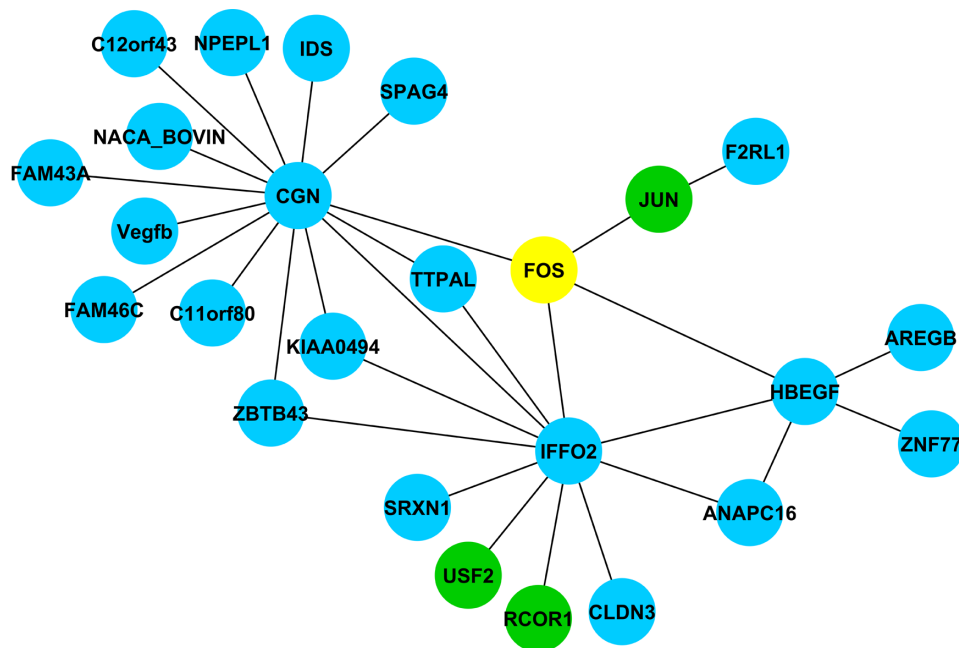 C12orf43
NPEPL1
IDS
SPAG4
NACA_BOVIN
F2RL1
FAM43A
CGN
JUN
Vegfb
FOS
TTPAL
FAM46C
C11orf80
KIAA0494
AREGB
HBEGF
ZBTB43
IFFO2
ZNF77
SRXN1
ANAPC16
USF2
RCOR1
CLDN3